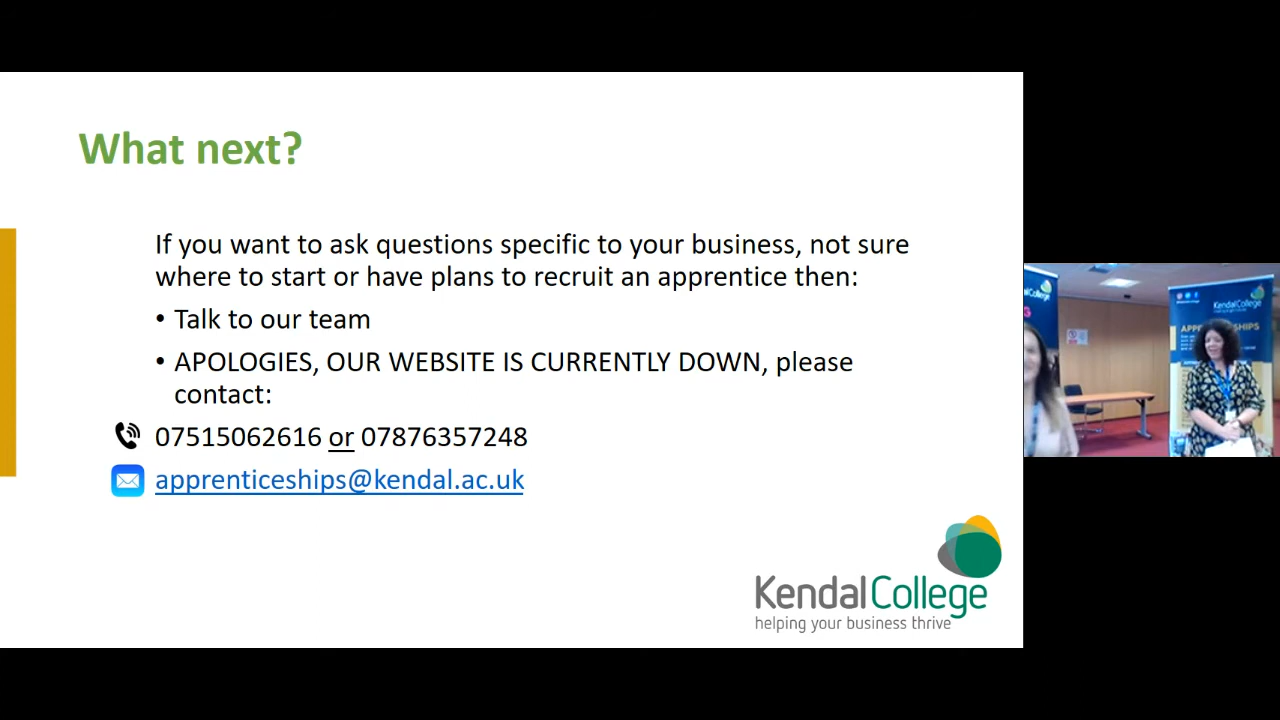 What next?
If you want to ask questions specific to your business, not sure
where to start or have plans to recruit an apprentice then:
• Talk to our team
• APOLOGIES, OUR WEBSITE IS CURRENTLY DOWN, please
contact:
07515062616 or 07876357248
apprenticeships@kendal.ac.uk
KendalCollege
helping your business thrive
KendalCollege